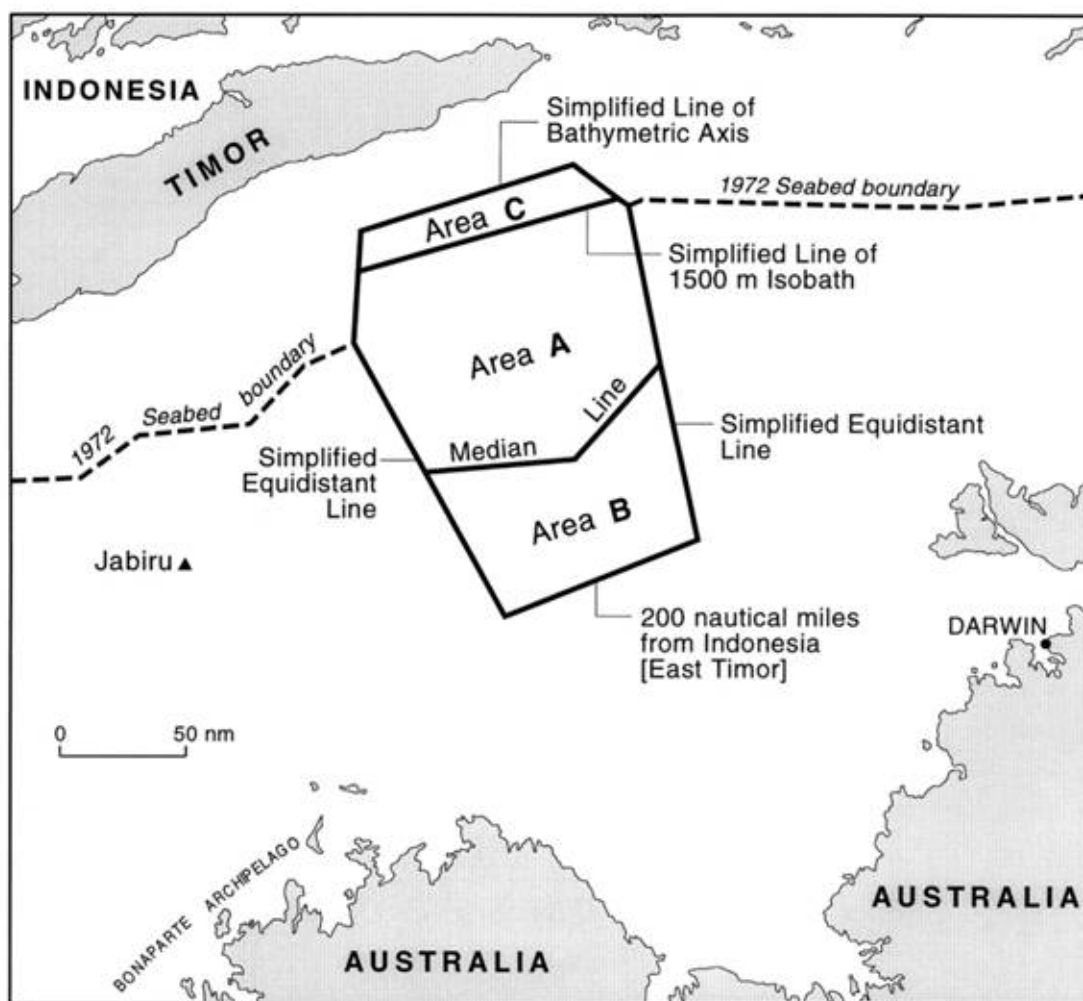 INDONESIA
TIMOR
Simplified Line of
Bathymetric Axis
1972 Seabed boundary
Area C
Simplified Line of
1500 m Isobath
Area A
1972 Seabed boundary
Line
Median
Simplified
Equidistant
Line
Simplified Equidistant
Line
Area B
Jabiru
200 nautical miles
from Indonesia
[East Timor]
DARWIN
0 50 nm
BONAPARTE ARCHIPELAGO
AUSTRALIA
AUSTRALIA